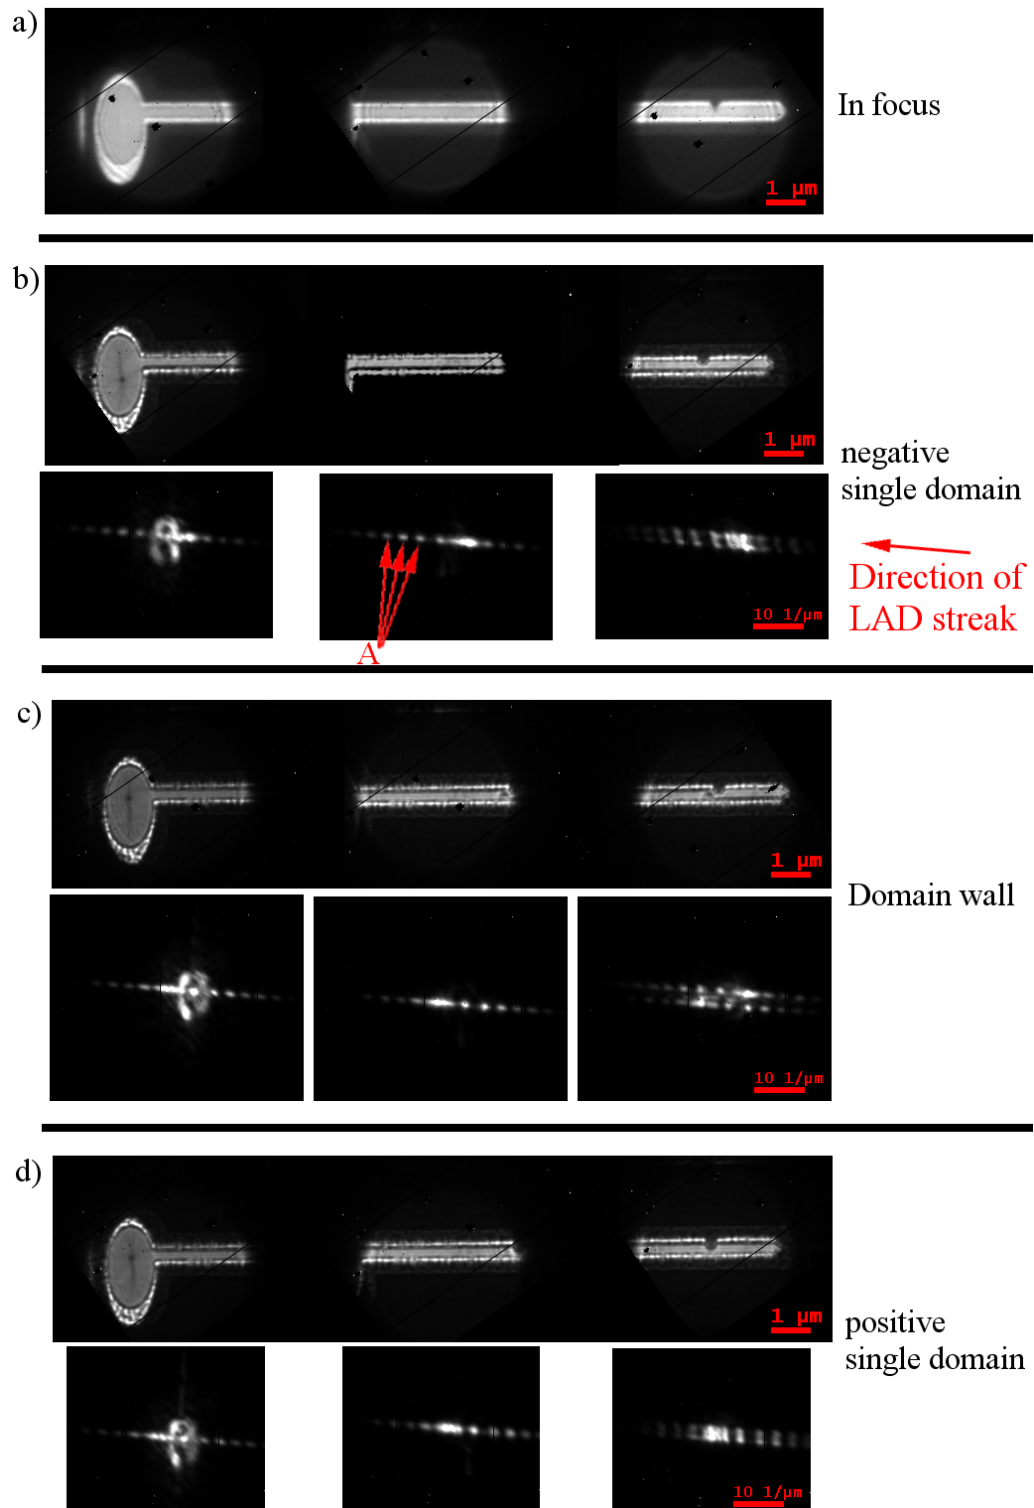 a)
In focus
1 µm
b)
1 µm
negative
single domain
Direction of
LAD streak
10 1/µm
A
c)
1 µm
Domain wall
10 1/µm
d)
1 µm
positive
single domain
10 1/µm